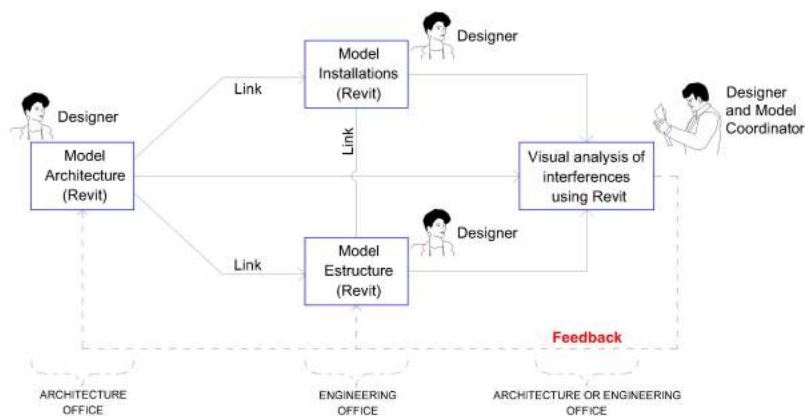 Model
Installations
(Revit)
Designer
Link
Designer
Model
Architecture
(Revit)
Link
Visual analysis of
interferences
using Revit
Designer
and Model
Coordinator
Link
Model
Estructure
(Revit)
Designer
Feedback
ARCHITECTURE
OFFICE
ENGINEERING
OFFICE
ARCHITECTURE OR ENGINEERING
OFFICE